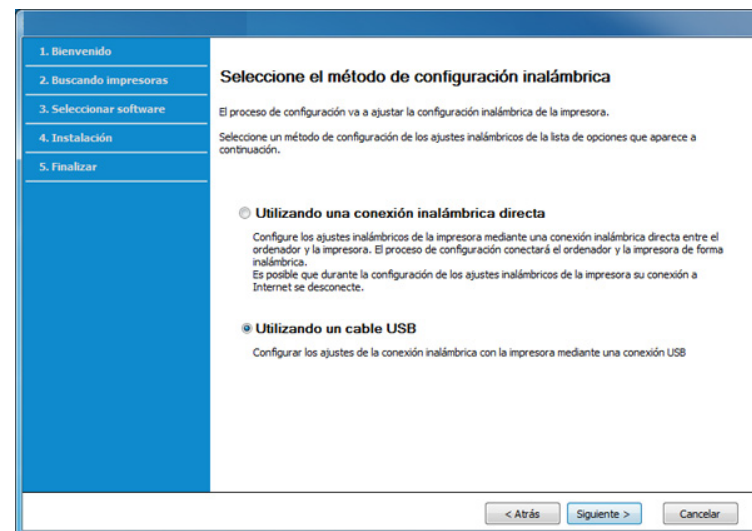 1. Bienvenido
2. Buscando impresoras
3. Seleccionar software
4. Instalación
5. Finalizar
Seleccione el método de configuración inalámbrica
El proceso de configuración va a ajustar la configuración inalámbrica de la impresora.
Seleccione un método de configuración de los ajustes inalámbricos de la lista de opciones que aparece a
continuación.
Utilizando una conexión inalámbrica directa
Configure los ajustes inalámbricos de la impresora mediante una conexión inalámbrica directa entre el
ordenador y la impresora. El proceso de configuración conectará el ordenador y la impresora de forma
inalámbrica.
Es posible que durante la configuración de los ajustes inalámbricos de la impresora su conexión a
Internet se desconecte.
Utilizando un cable USB
Configurar los ajustes de la conexión inalámbrica con la impresora mediante una conexión USB
< Atrás
Siguiente >
Cancelar